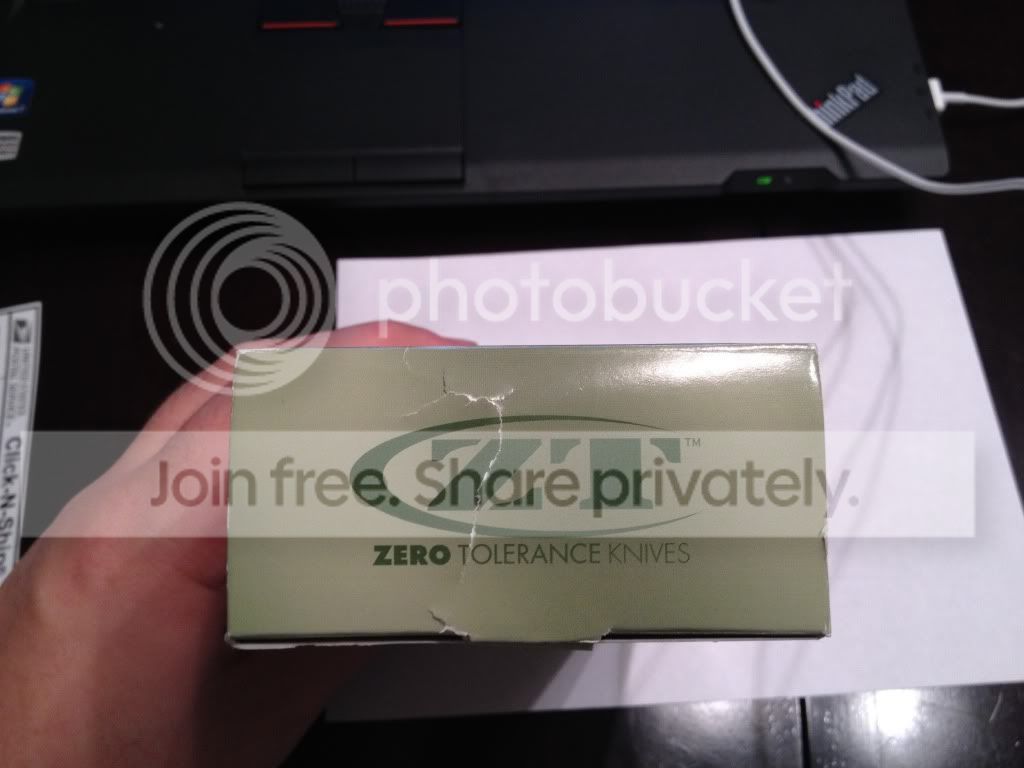 ThinkPad
photobucket
Join free. Share privately.
ZT™
ZERO TOLERANCE KNIVES
Click-N-Ship